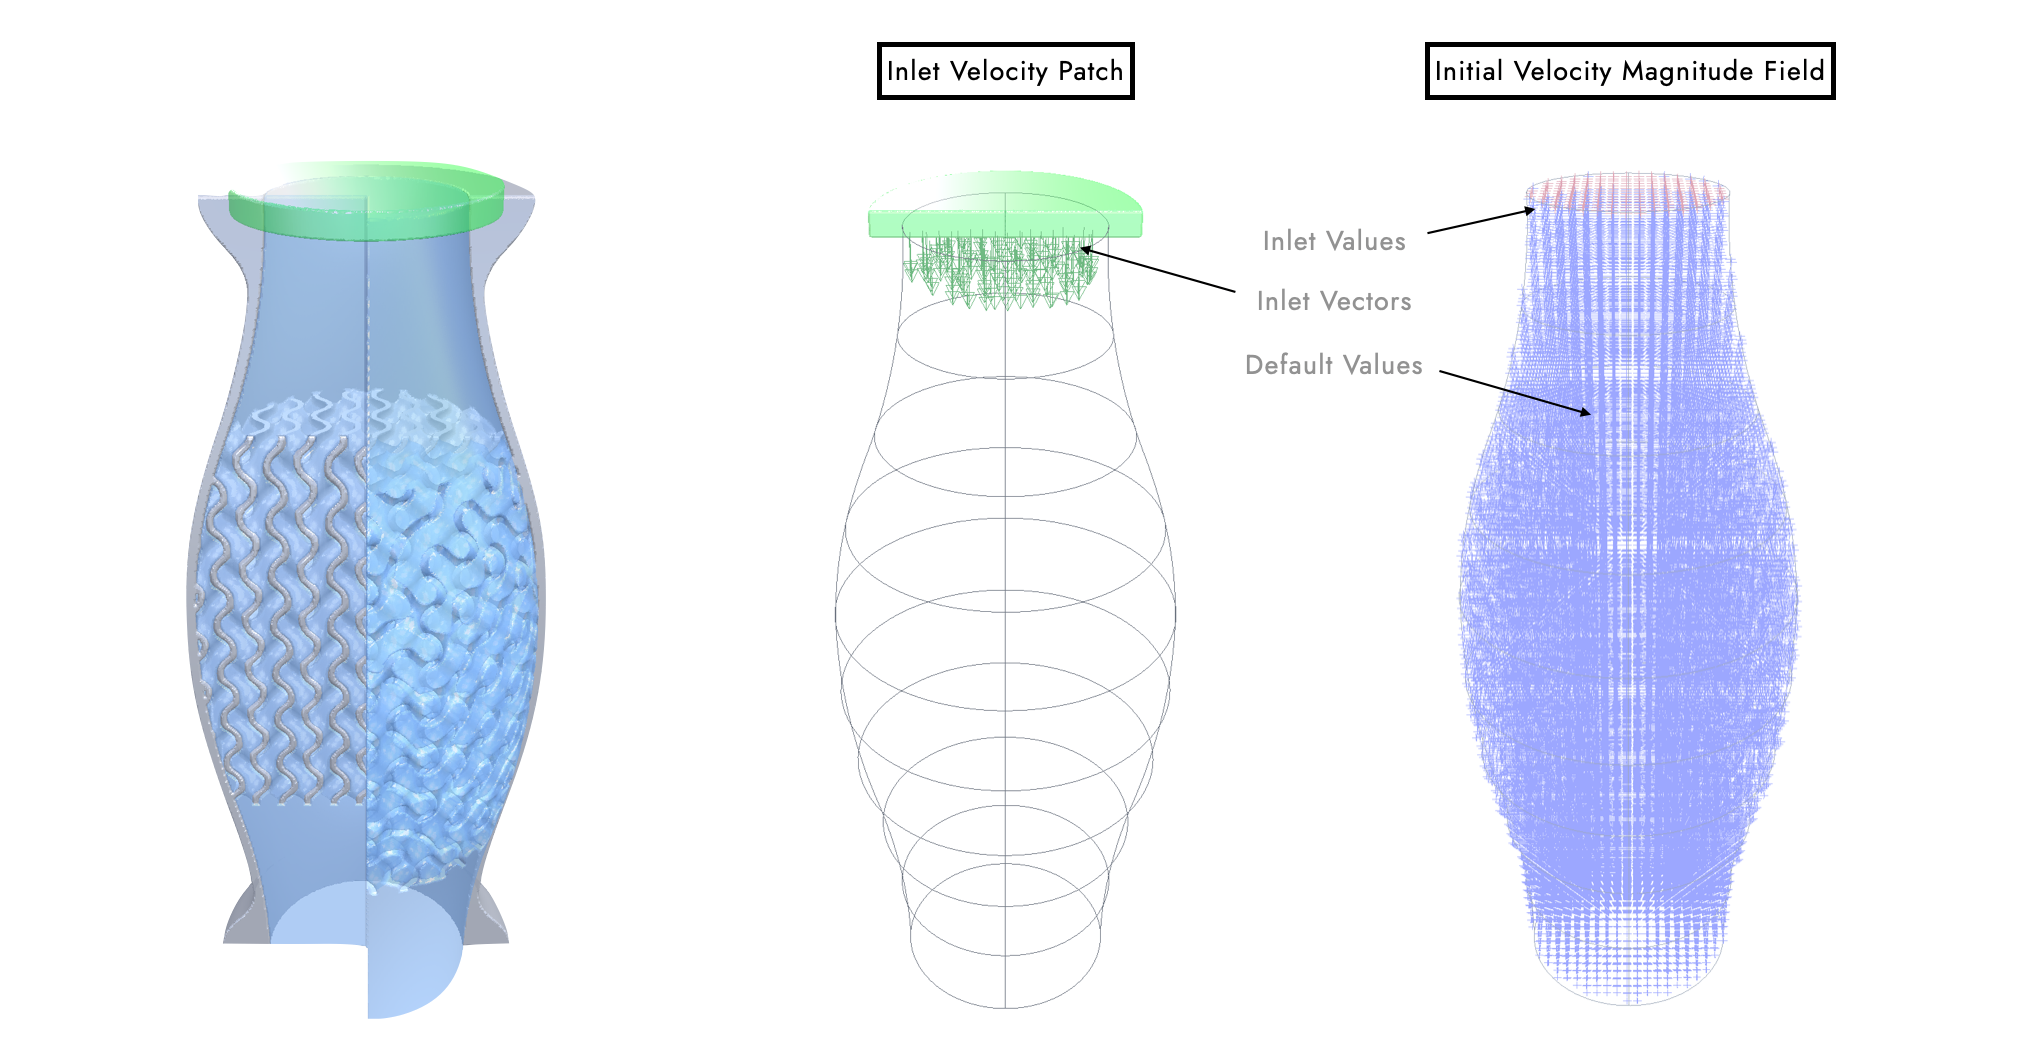 Inlet Velocity Patch
Initial Velocity Magnitude Field
Inlet Values
Inlet Vectors
Default Values